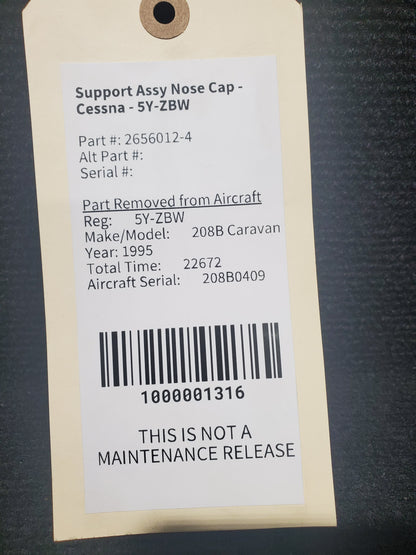 Support Assy Nose Cap -
Cessna - 5Y-ZBW
Part #: 2656012-4
Alt Part #:
Serial #:
Part Removed from Aircraft
Reg: 5Y-ZBW
Make/Model: 208B Caravan
Year: 1995
Total Time: 22672
Aircraft Serial: 208B0409
1000001316
THIS IS NOT A
MAINTENANCE RELEASE